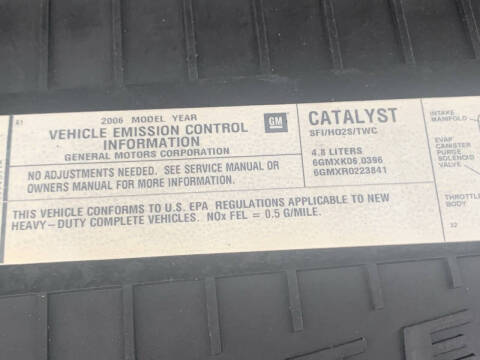 2006 MODEL YEAR
VEHICLE EMISSION CONTROL
INFORMATION
GENERAL MOTORS CORPORATION
GM
NO ADJUSTMENTS NEEDED. SEE SERVICE MANUAL OR
OWNERS MANUAL FOR MORE INFORMATION.
CATALYST
SFI/HO2S/TWC
4.8 LITERS
6GMXK06.0396
6GMXR0223841
THIS VEHICLE CONFORMS TO U.S. EPA REGULATIONS APPLICABLE TO NEW
HEAVY-DUTY COMPLETE VEHICLES. NOx FEL = 0.5 G/MILE.
INTAKE
MANIFOLD
EVAP
CANISTER
PURGE
SOLENOID
VALVE
THROTTLE
BODY
32